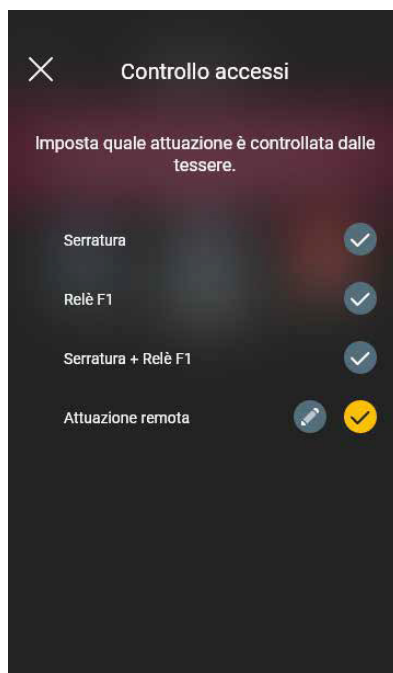 Controllo accessi
Imposta quale attuazione è controllata dalle
tessere.
Serratura
Relè F1
Serratura + Relè F1
Attuazione remota